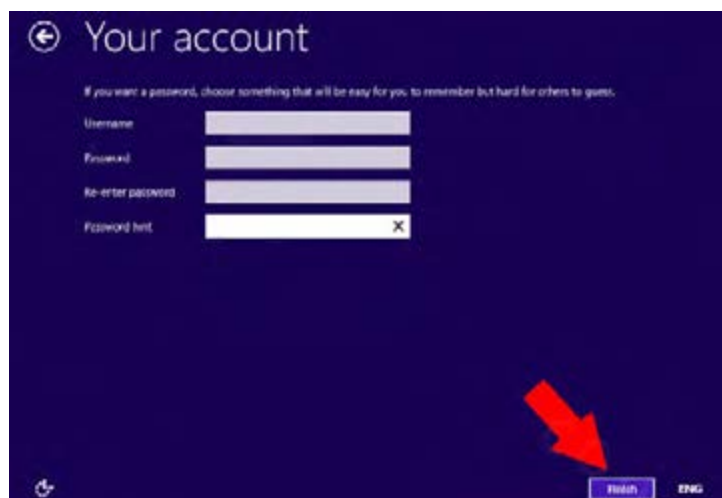 Your account
If you want a password, choose something that will be easy for you to remember but hard for others to guess.
Username
Password
Re-enter password
Password hint
Finish
ENG